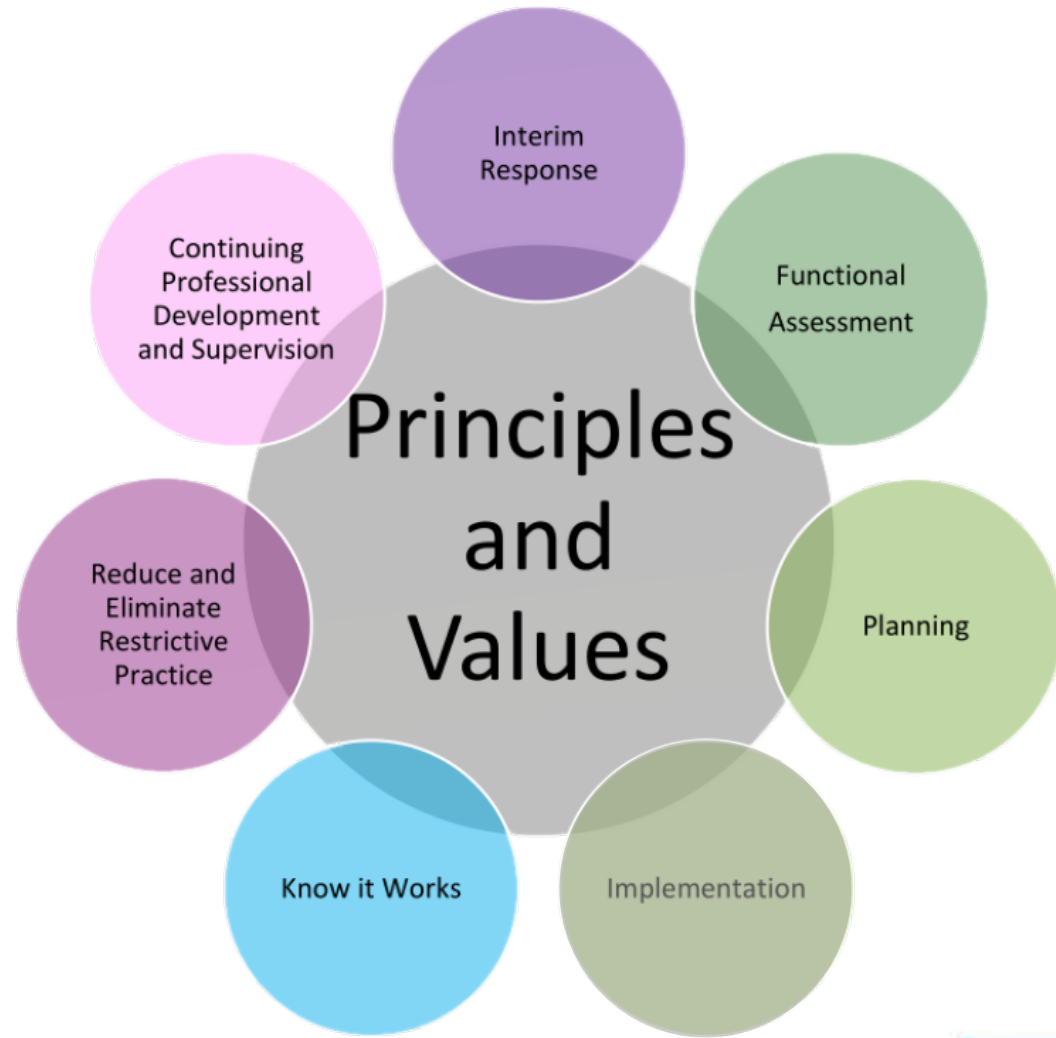 Interim
Response
Functional
Assessment
Planning
Implementation
Know it Works
Reduce and
Eliminate
Restrictive
Practice
Continuing
Professional
Development
and Supervision
Principles
and
Values